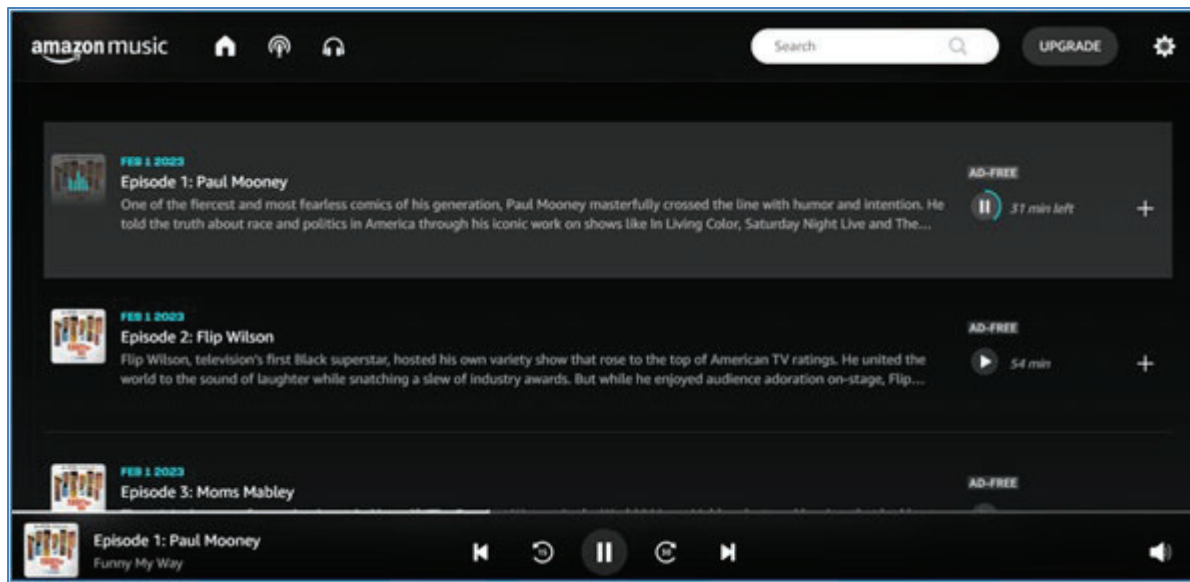 amazon music
Search
UPGRADE
FEB 1 2023
Episode 1: Paul Mooney
One of the fiercest and most fearless comics of his generation, Paul Mooney masterfully crossed the line with humor and intention. He
told the truth about race and politics in America through his iconic work on shows like In Living Color, Saturday Night Live and The...
AD-FREE
31 min left
FEB 1 2023
Episode 2: Flip Wilson
Flip Wilson, television's first Black superstar, hosted his own variety show that rose to the top of American TV ratings. He united the
world to the sound of laughter while snatching a slew of industry awards. But while he enjoyed audience adoration on-stage, Flip...
AD-FREE
54 min
FEB 1 2023
Episode 3: Moms Mabley
AD-FREE
Episode 1: Paul Mooney
Funny My Way
15
30